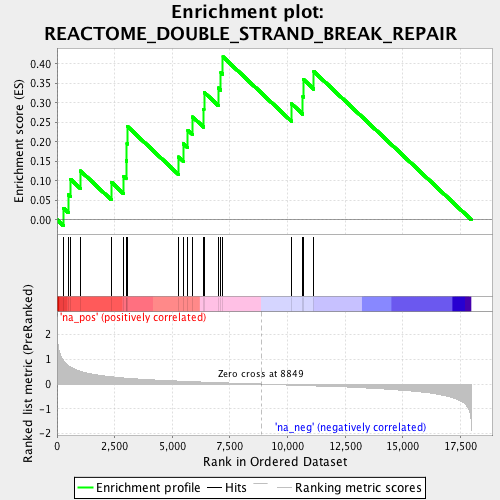 Enrichment plot:
REACTOME_DOUBLE_STRAND_BREAK_REPAIR
Enrichment score (ES)
0.40
0.35
0.30
0.25
0.20
0.15
0.10
0.05
0.00
'na_pos' (positively correlated)
Ranked list metric (PreRanked)
2
1
0
-1
-2
Zero cross at 8849
'na_neg' (negatively correlated)
0 2,500 5,000 7,500 10,000 12,500 15,000 17,500
Rank in Ordered Dataset
Enrichment profile Hits Ranking metric scores